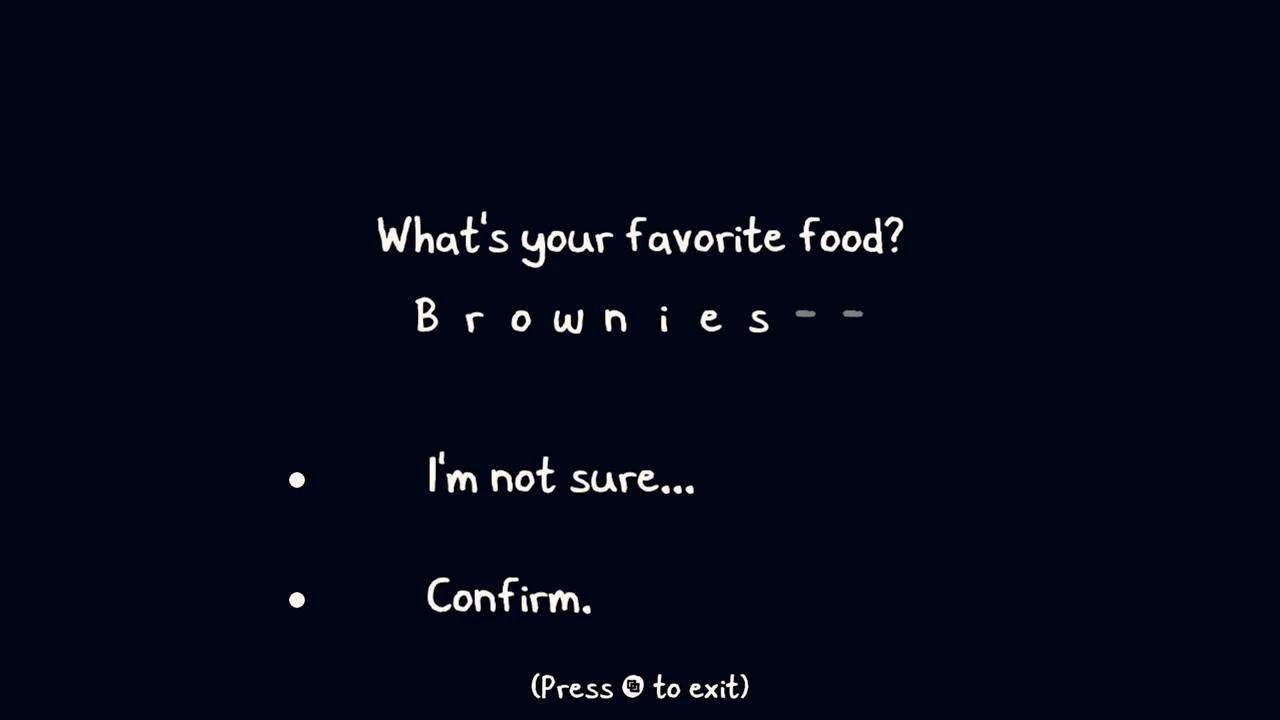 What's your favorite food?
B r o w n i e s - -
I'm not sure...
Confirm.
(Press to exit)